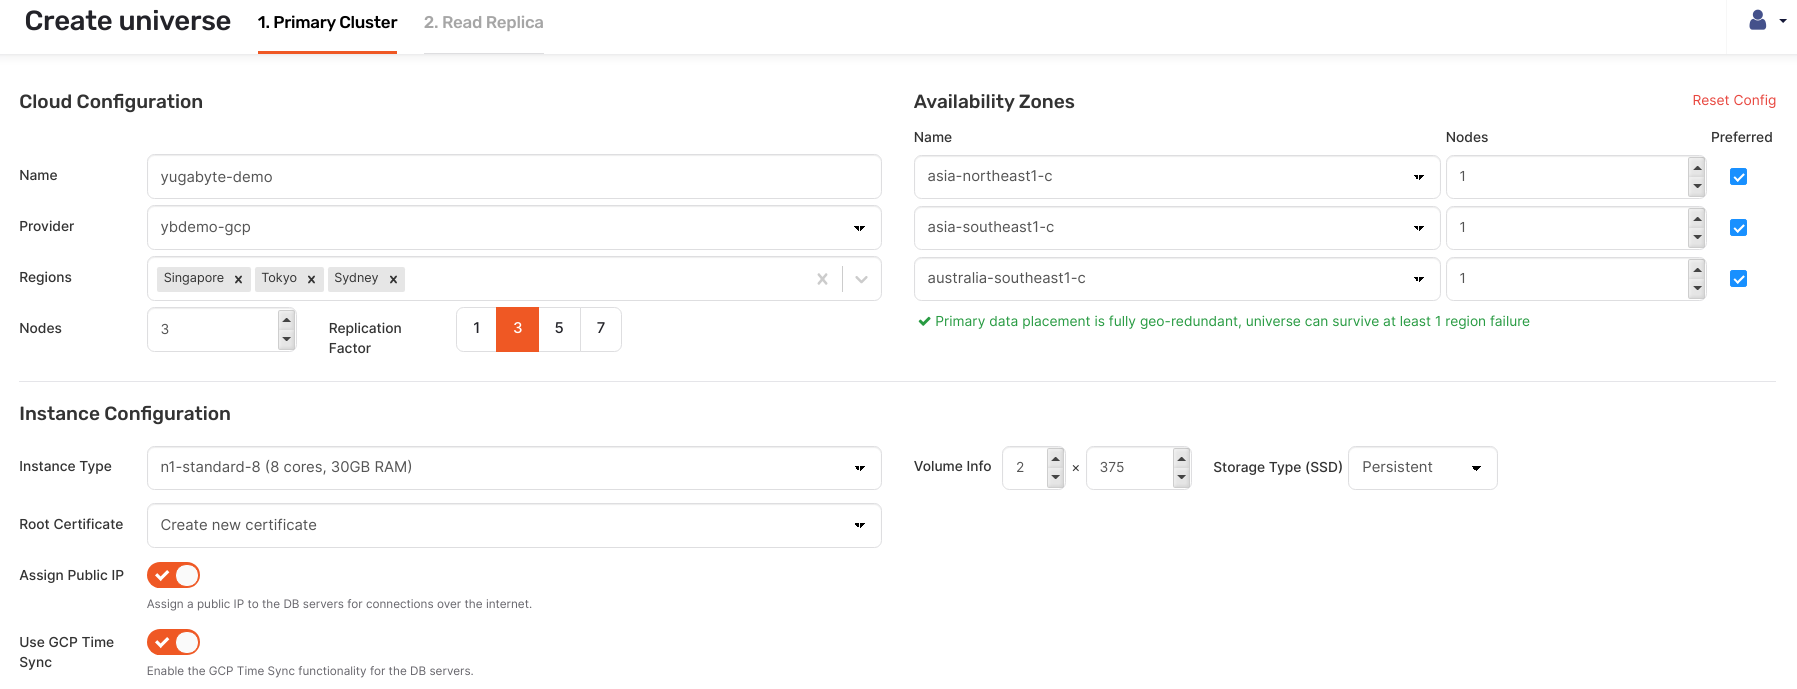 Create universe
1. Primary Cluster
2. Read Replica
Cloud Configuration
Name
yugabyte-demo
Provider
ybdemo-gcp
Regions
Singapore x Tokyo x Sydney x
Nodes
3
Replication
Factor
1 3 5 7
Availability Zones
Reset Config
Name Nodes Preferred
asia-northeast1-c 1
asia-southeast1-c 1
australia-southeast1-c 1
Primary data placement is fully geo-redundant, universe can survive at least 1 region failure
Instance Configuration
Instance Type
n1-standard-8 (8 cores, 30GB RAM)
Volume Info 2 × 375 Storage Type (SSD) Persistent
Root Certificate
Create new certificate
Assign Public IP
Assign a public IP to the DB servers for connections over the internet.
Use GCP Time
Sync
Enable the GCP Time Sync functionality for the DB servers.